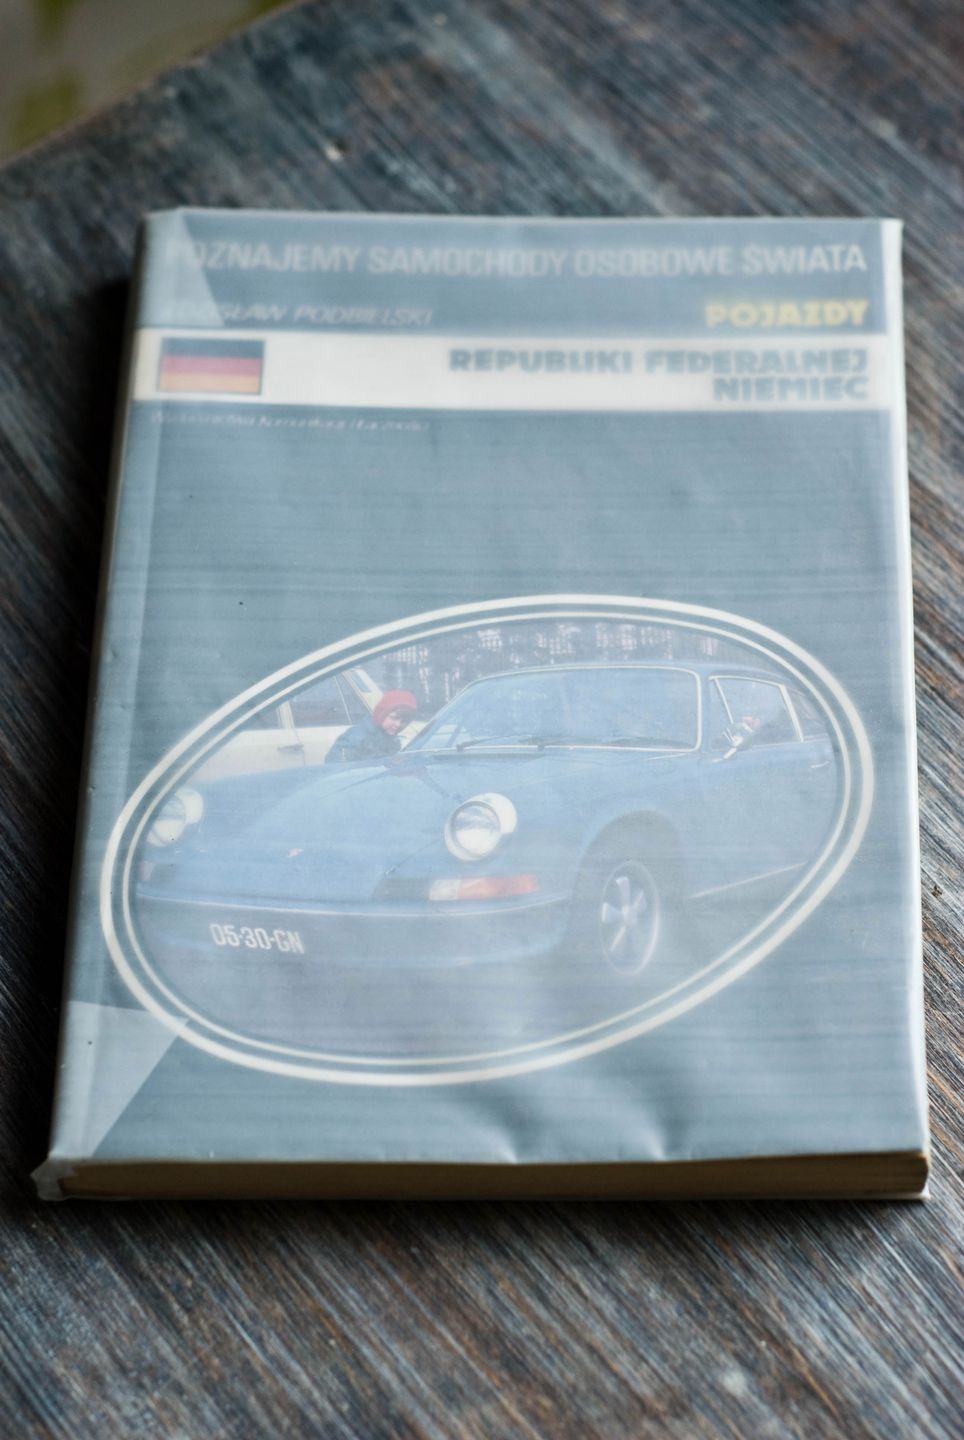 POZNAJEMY SAMOCHODY OSOBOWE ŚWIATA
PODBIELSKI
POJAZDY
REPUBLIKI FEDERALNEJ
NIEMIEC
05-30-GN